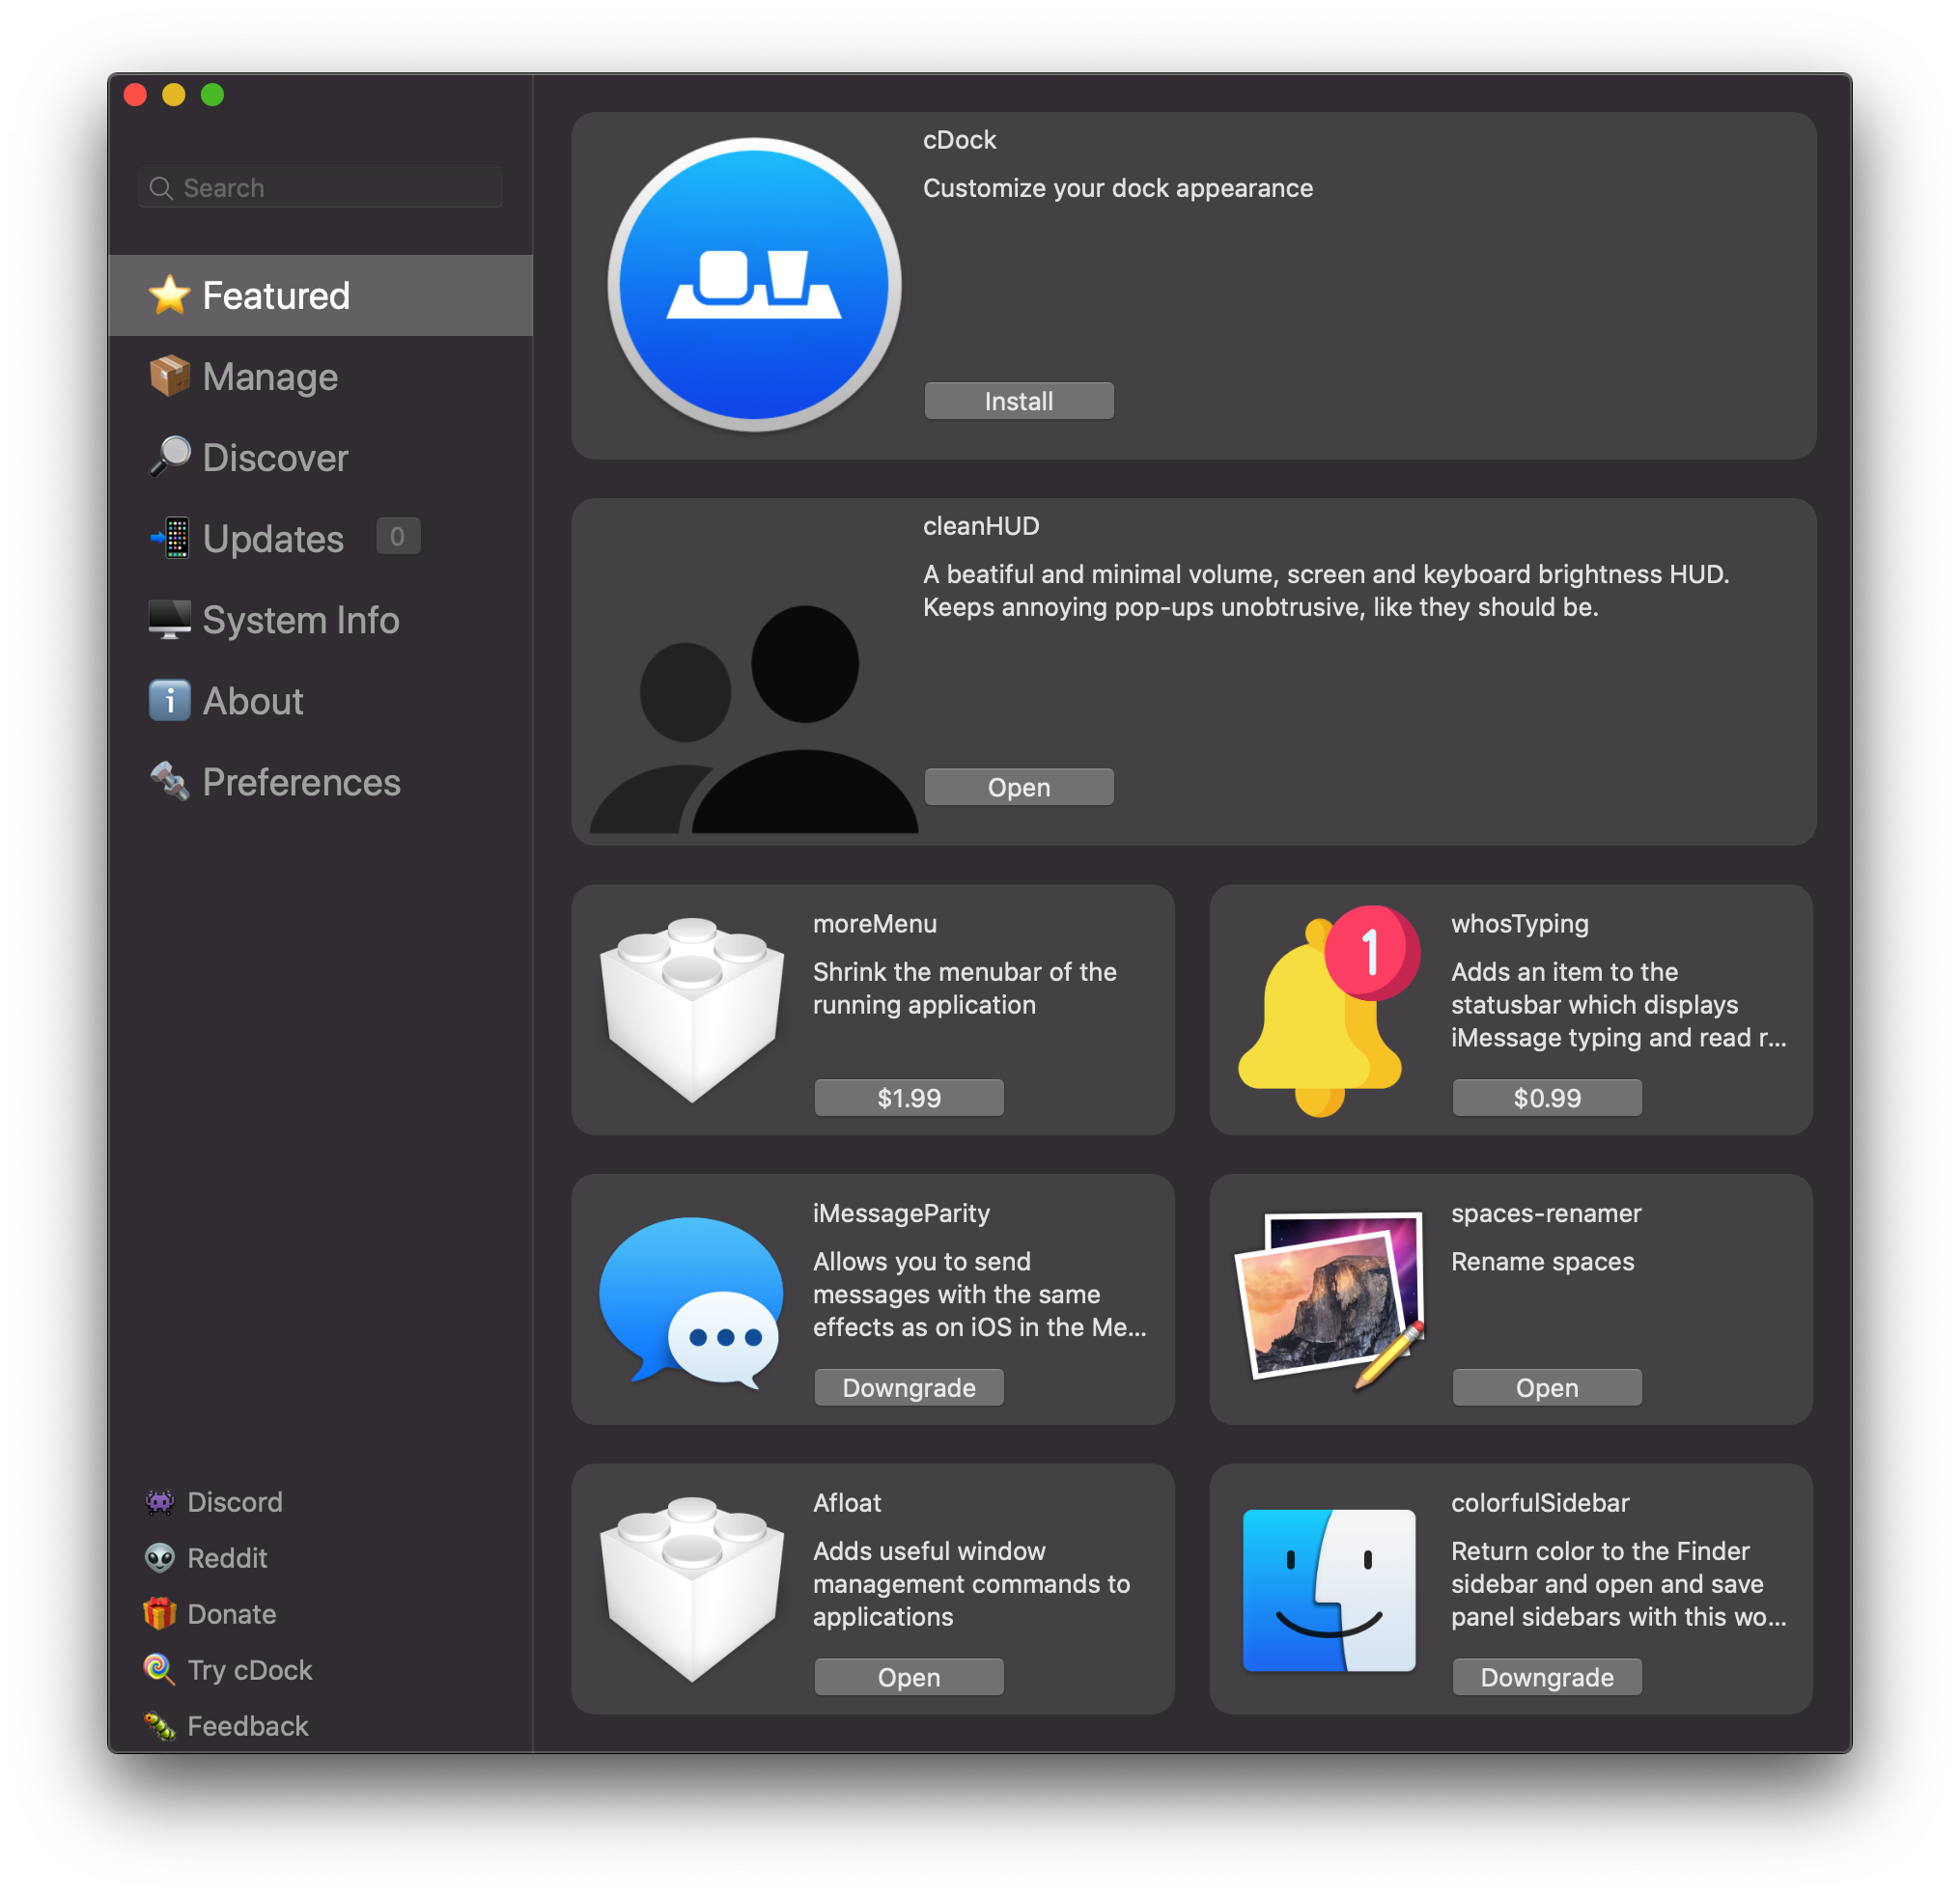 Search
Featured
Manage
Discover
Updates 0
System Info
About
Preferences
Discord
Reddit
Donate
Try cDock
Feedback
cDock
Customize your dock appearance
Install
cleanHUD
A beatiful and minimal volume, screen and keyboard brightness HUD.
Keeps annoying pop-ups unobtrusive, like they should be.
Open
moreMenu
Shrink the menubar of the
running application
$1.99
1
whosTyping
Adds an item to the
statusbar which displays
iMessage typing and read r...
$0.99
iMessageParity
Allows you to send
messages with the same
effects as on iOS in the Me...
Downgrade
spaces-renamer
Rename spaces
Open
Afloat
Adds useful window
management commands to
applications
Open
colorfulSidebar
Return color to the Finder
sidebar and open and save
panel sidebars with this wo...
Downgrade